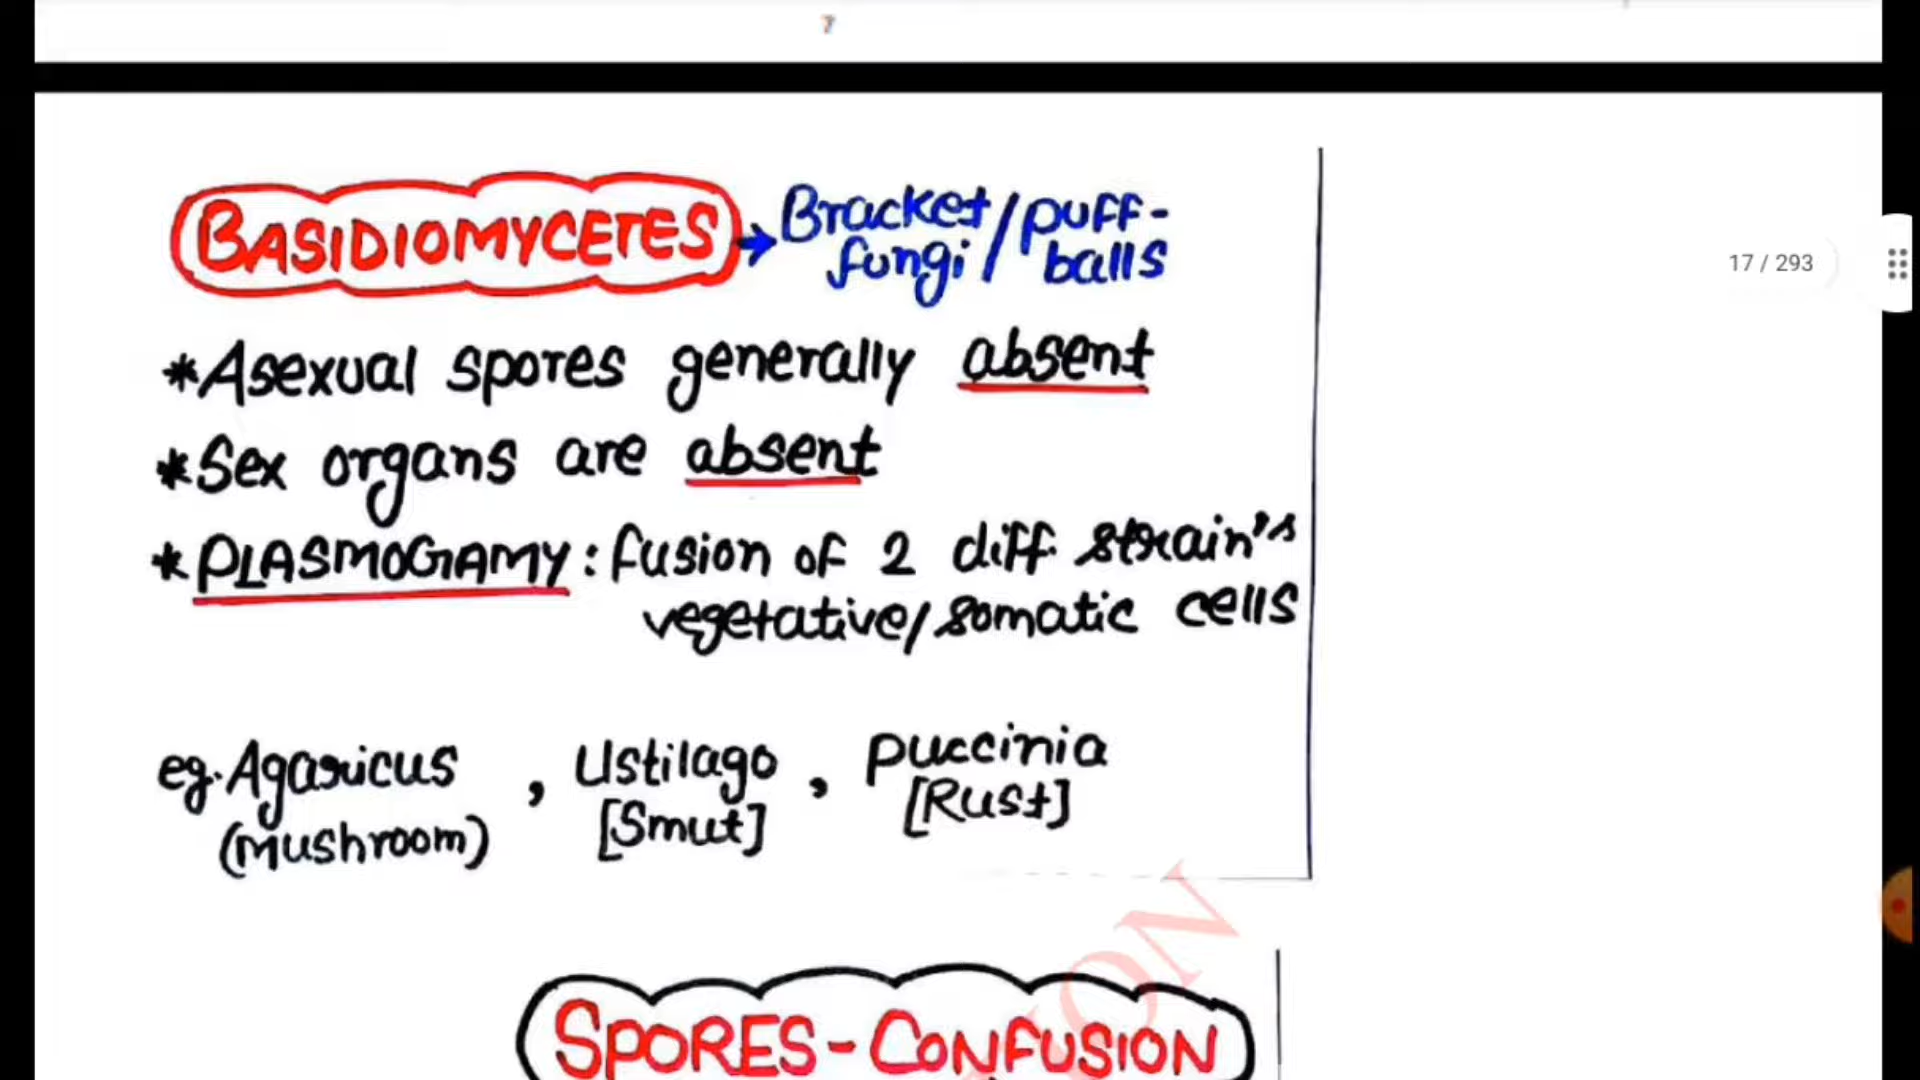 7
BASIDIOMYCETES → Bracket fungi / puff-balls
17 / 293
*Asexual spores generally absent
*Sex organs are absent
*PLASMOGAMY : fusion of 2 diff. strain's
vegetative/somatic cells
eg. Agaricus , Ustilago , Puccinia
(Mushroom) [Smut] [Rust]
SPORES-CONFUSION